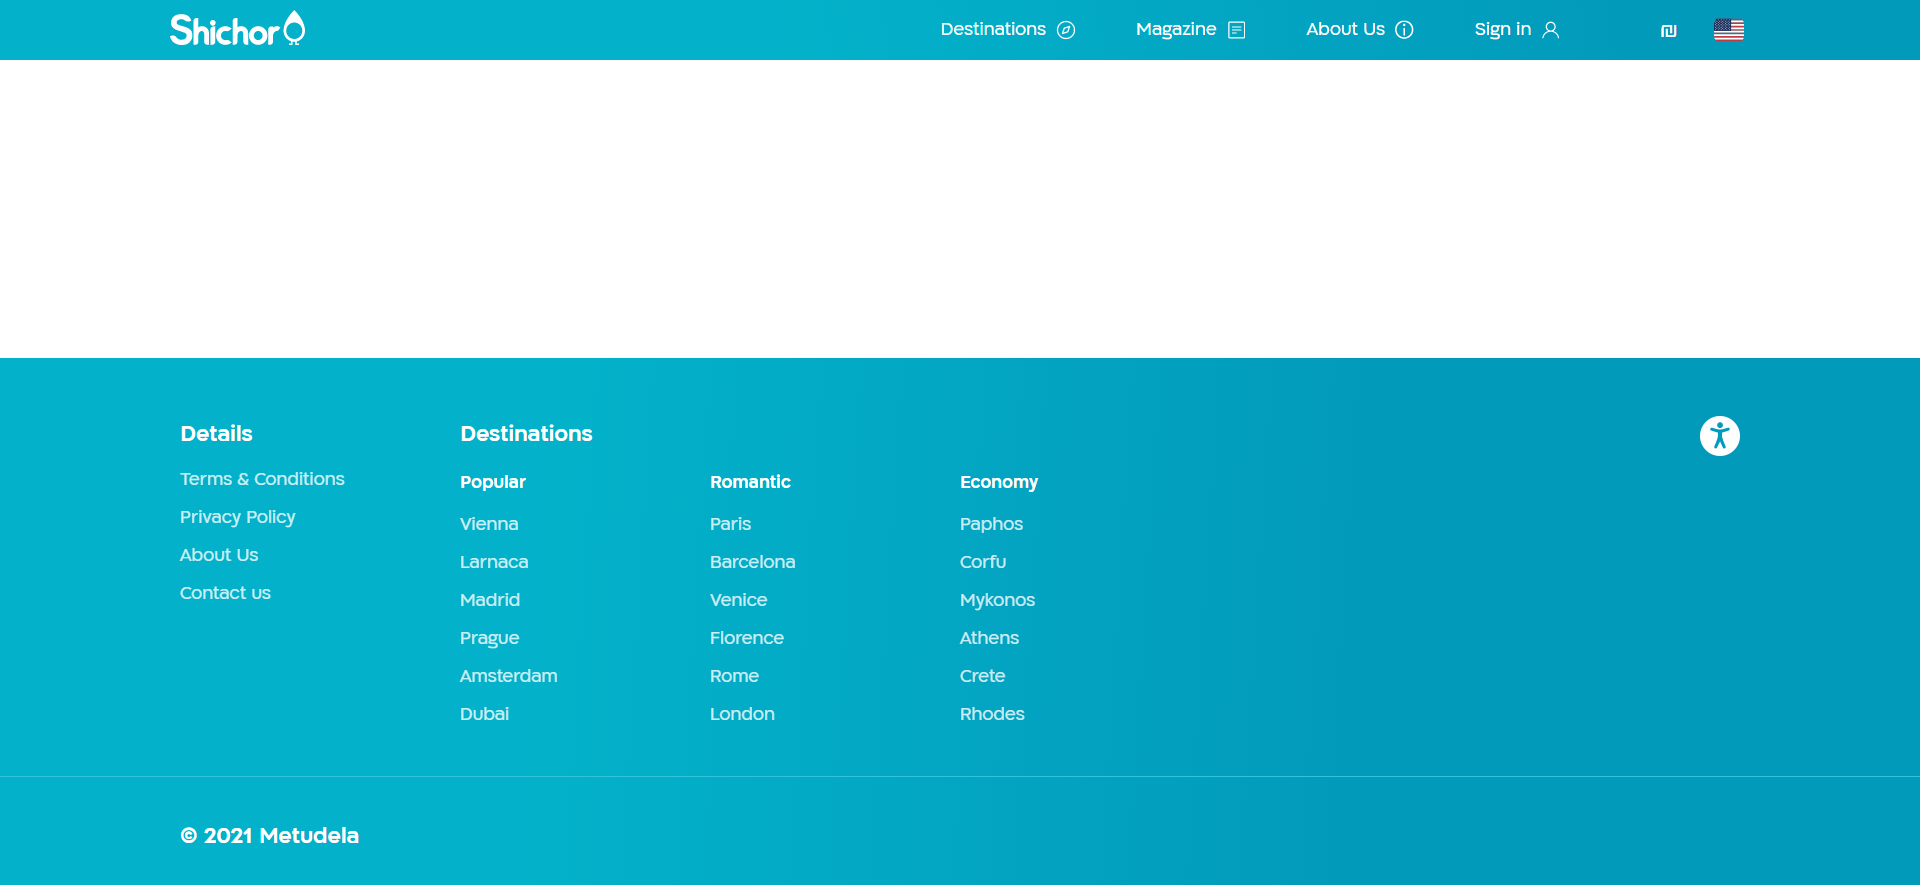 Shichor
Destinations
Magazine
About Us
Sign in
₪
Details
Terms & Conditions
Privacy Policy
About Us
Contact us
Destinations
Popular
Vienna
Larnaca
Madrid
Prague
Amsterdam
Dubai
Romantic
Paris
Barcelona
Venice
Florence
Rome
London
Economy
Paphos
Corfu
Mykonos
Athens
Crete
Rhodes
© 2021 Metudela